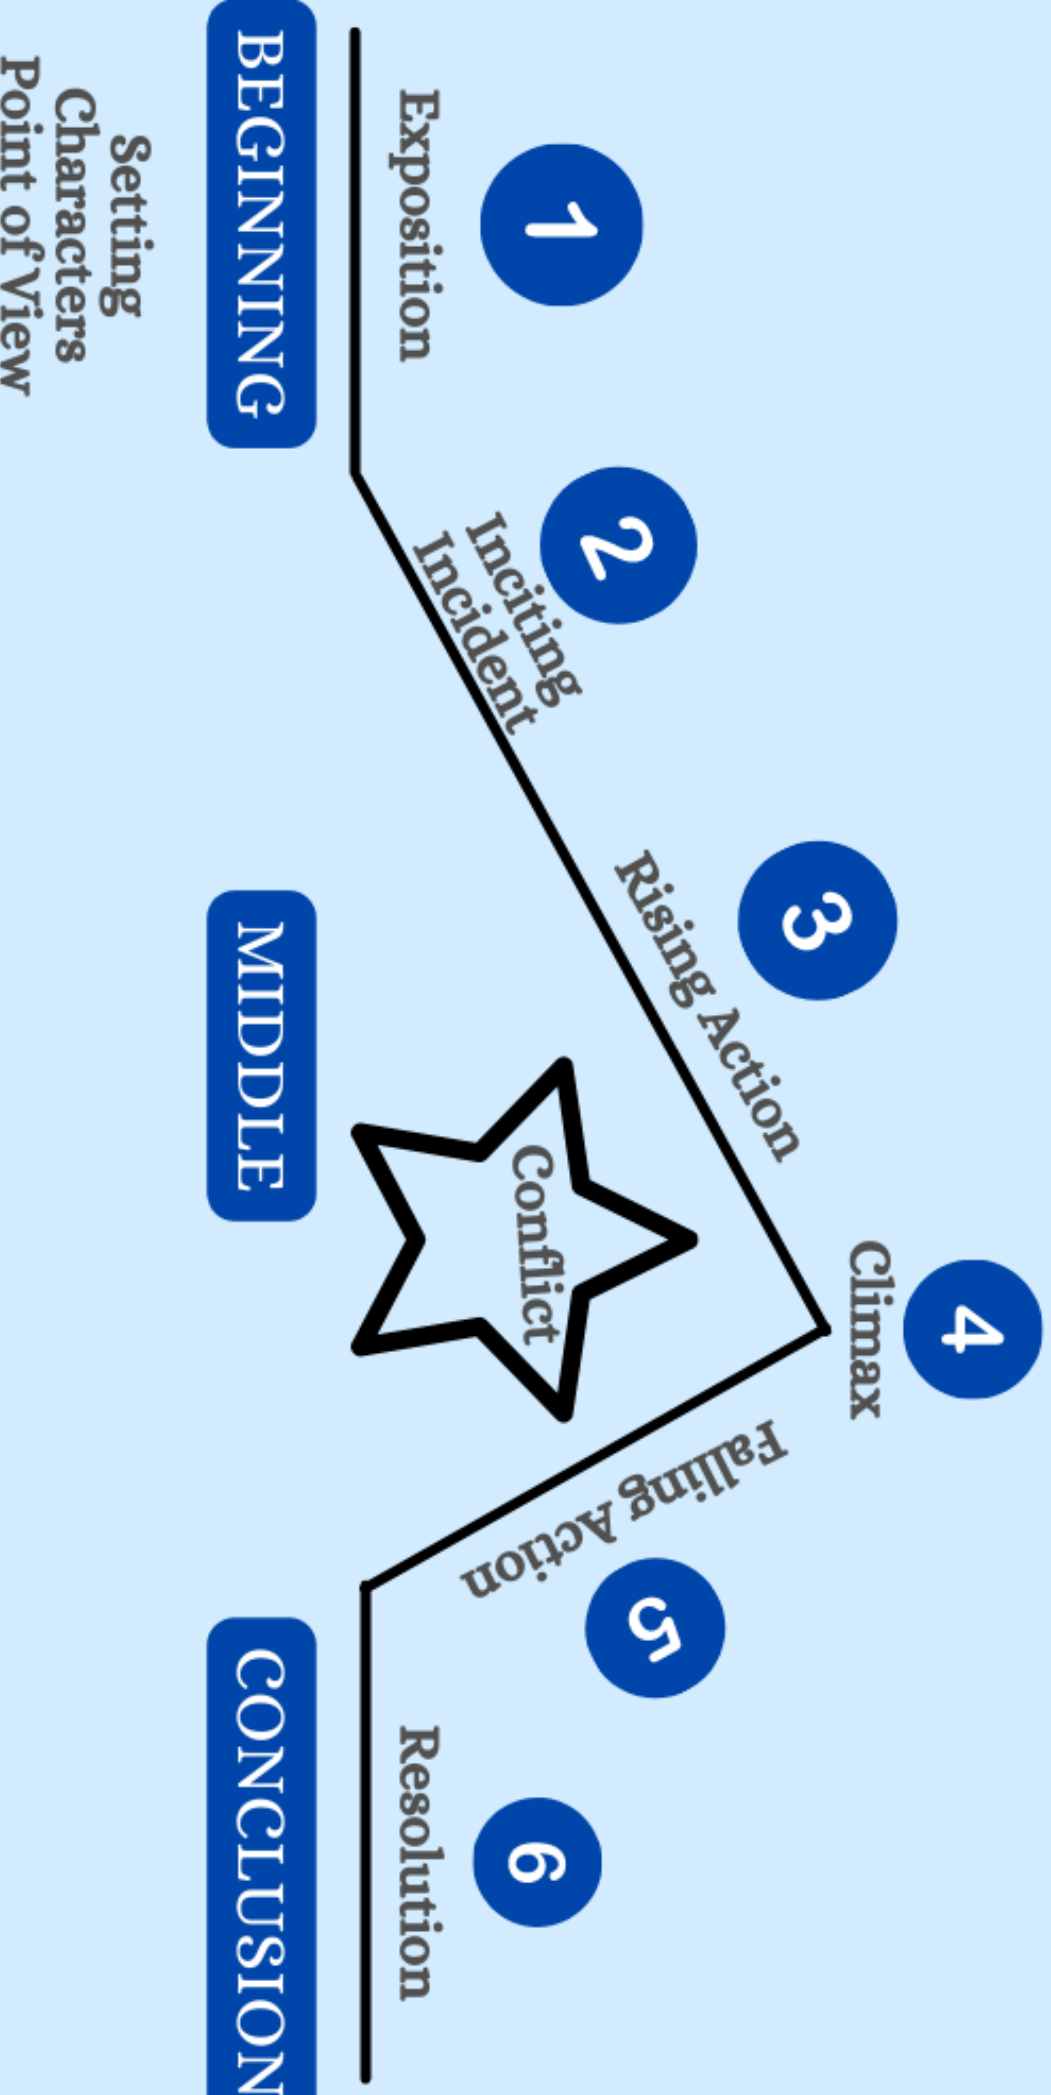 1
Exposition
2
Inciting
Incident
3
Rising Action
4
Climax
Falling Action
5
6
Resolution
Conflict
BEGINNING
MIDDLE
CONCLUSION
Setting
Characters
Point of View